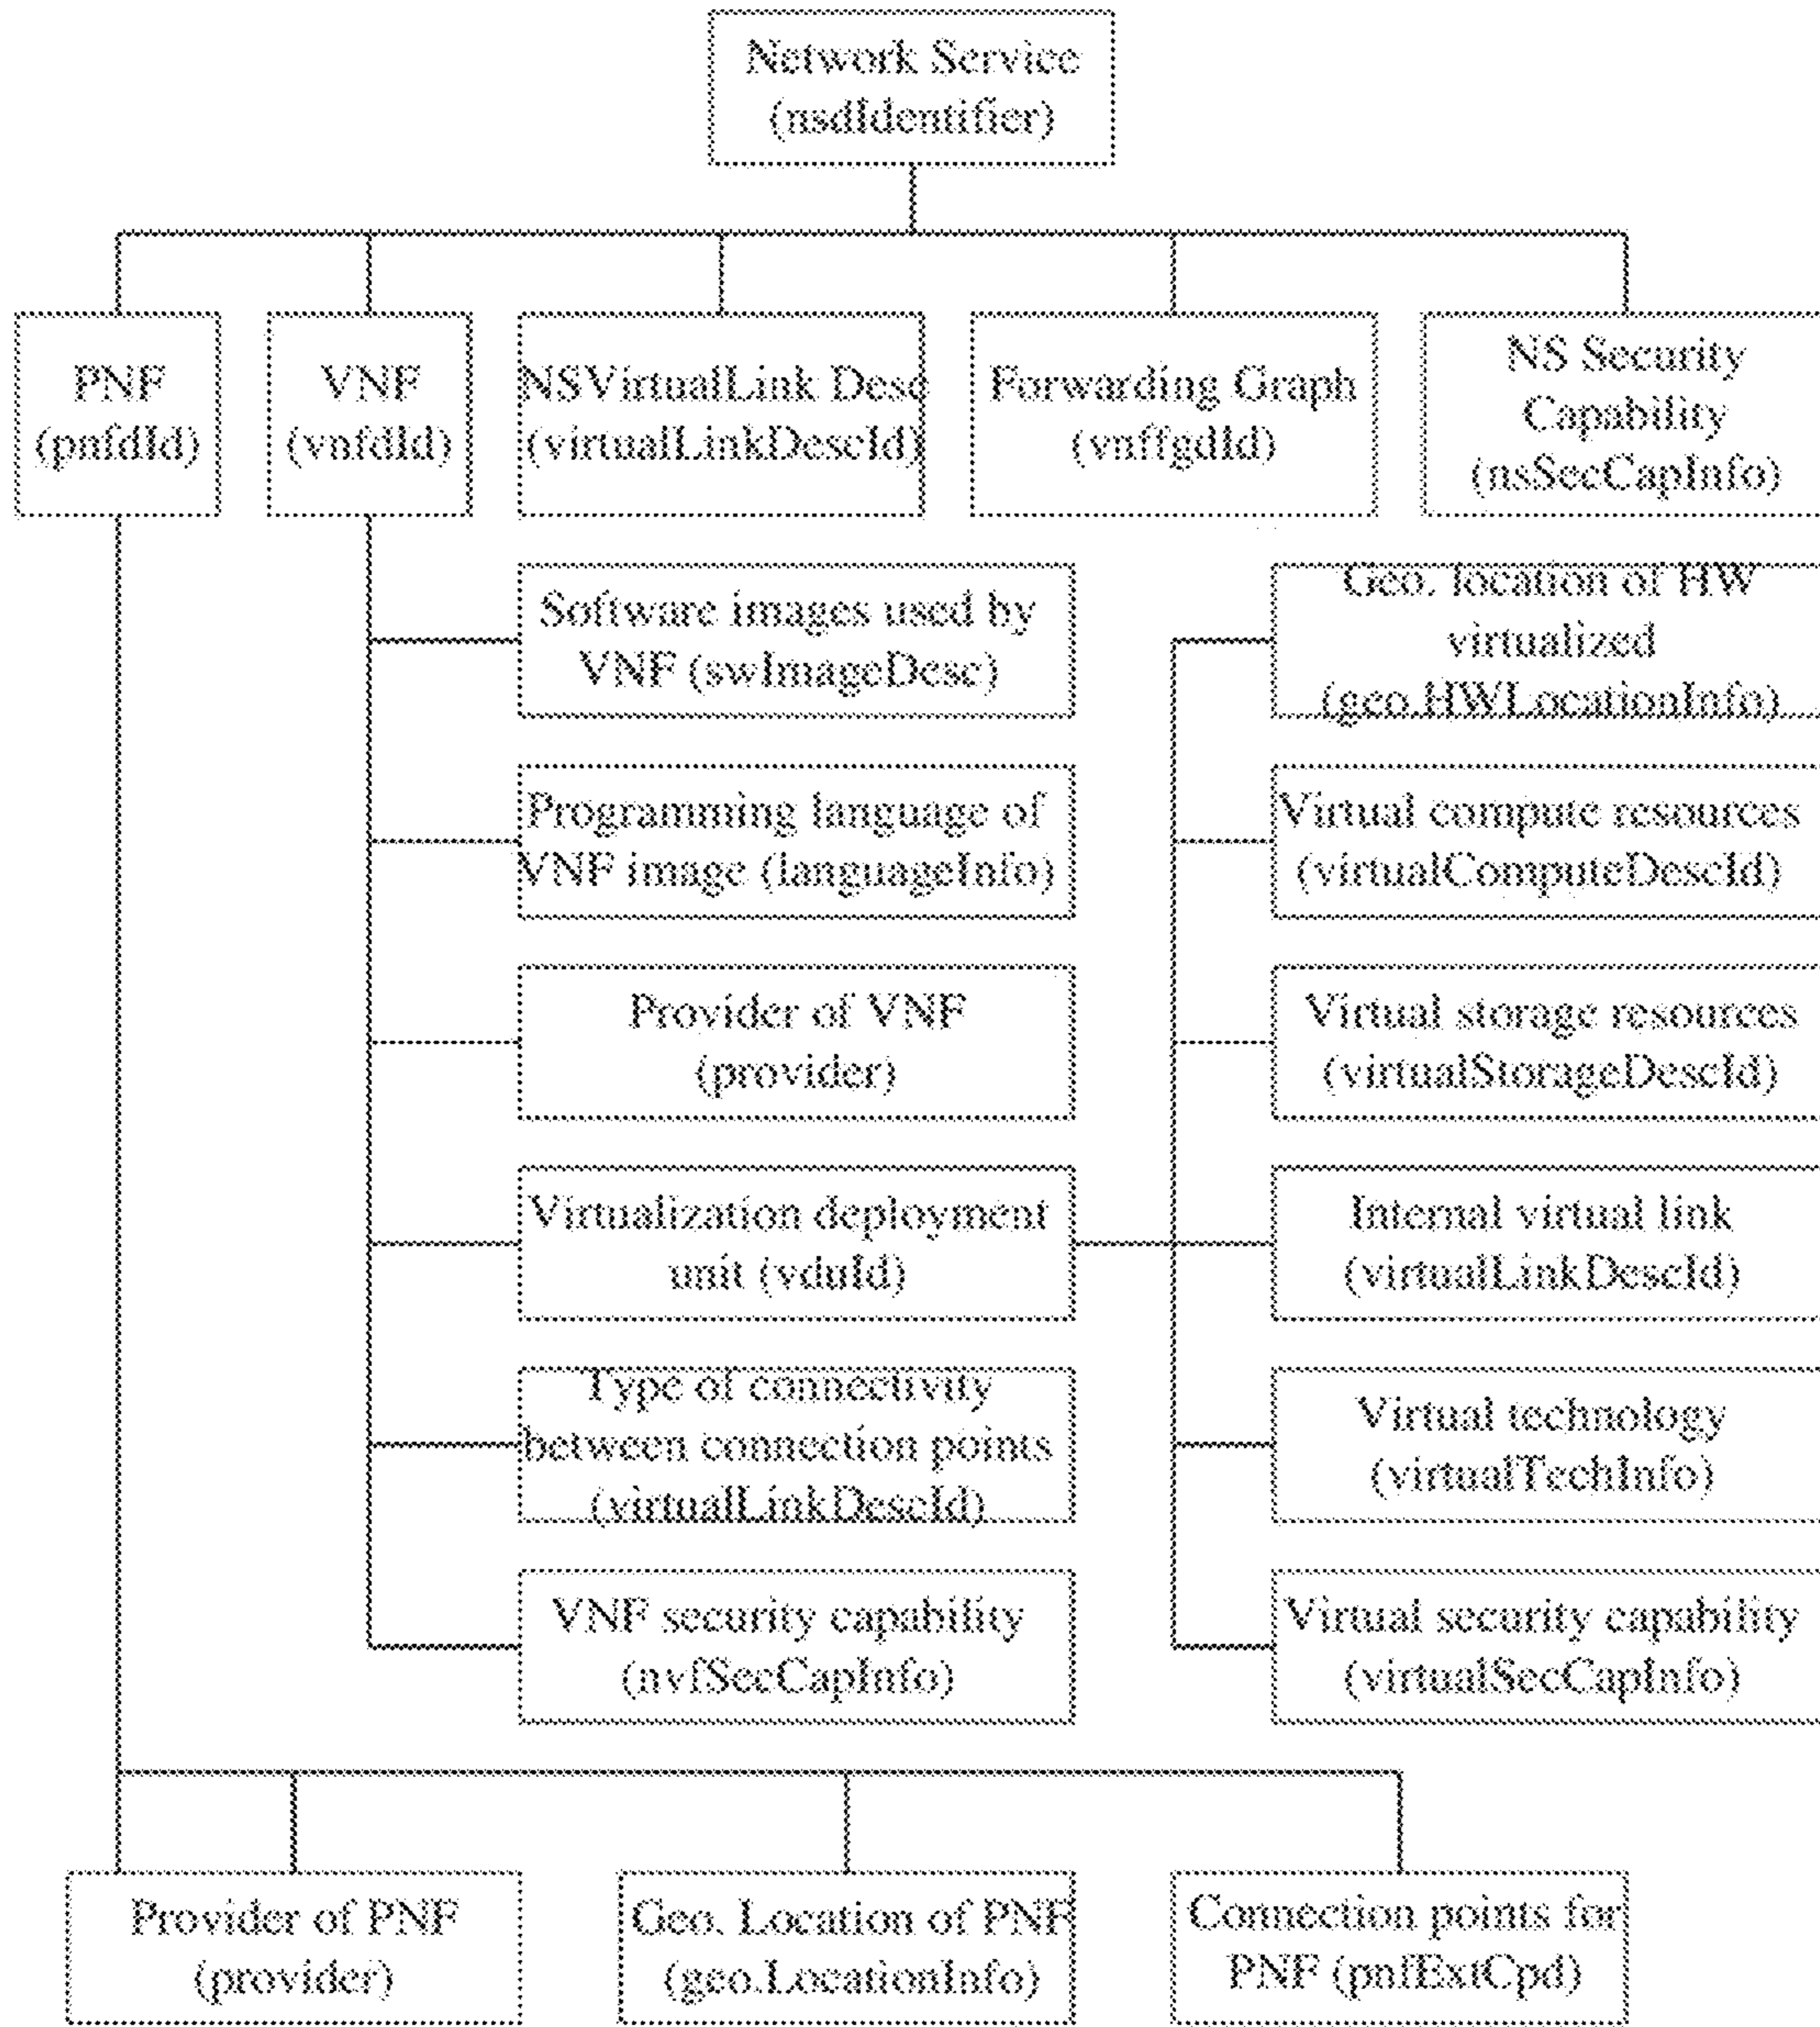 Network Service
(nsdIdentifier)
PNF
(pnfdId)
VNF
(vnfdId)
NSVirtualLink Desc
(virtualLinkDescId)
Forwarding Graph
(vnffgdId)
NS Security
Capability
(nsSecCapInfo)
Software images used by
VNF (swImageDesc)
Programming language of
VNF image (languageInfo)
Provider of VNF
(provider)
Virtualization deployment
unit (vduId)
Type of connectivity
between connection points
(virtualLinkDescId)
VNF security capability
(nvfSecCapInfo)
Geo. location of HW
virtualized
(geo.HWLocationInfo)
Virtual compute resources
(virtualComputeDescId)
Virtual storage resources
(virtualStorageDescId)
Internal virtual link
(virtualLinkDescId)
Virtual technology
(virtualTechInfo)
Virtual security capability
(virtualSecCapInfo)
Provider of PNF
(provider)
Geo. Location of PNF
(geo.LocationInfo)
Connection points for
PNF (pnfExtCpd)